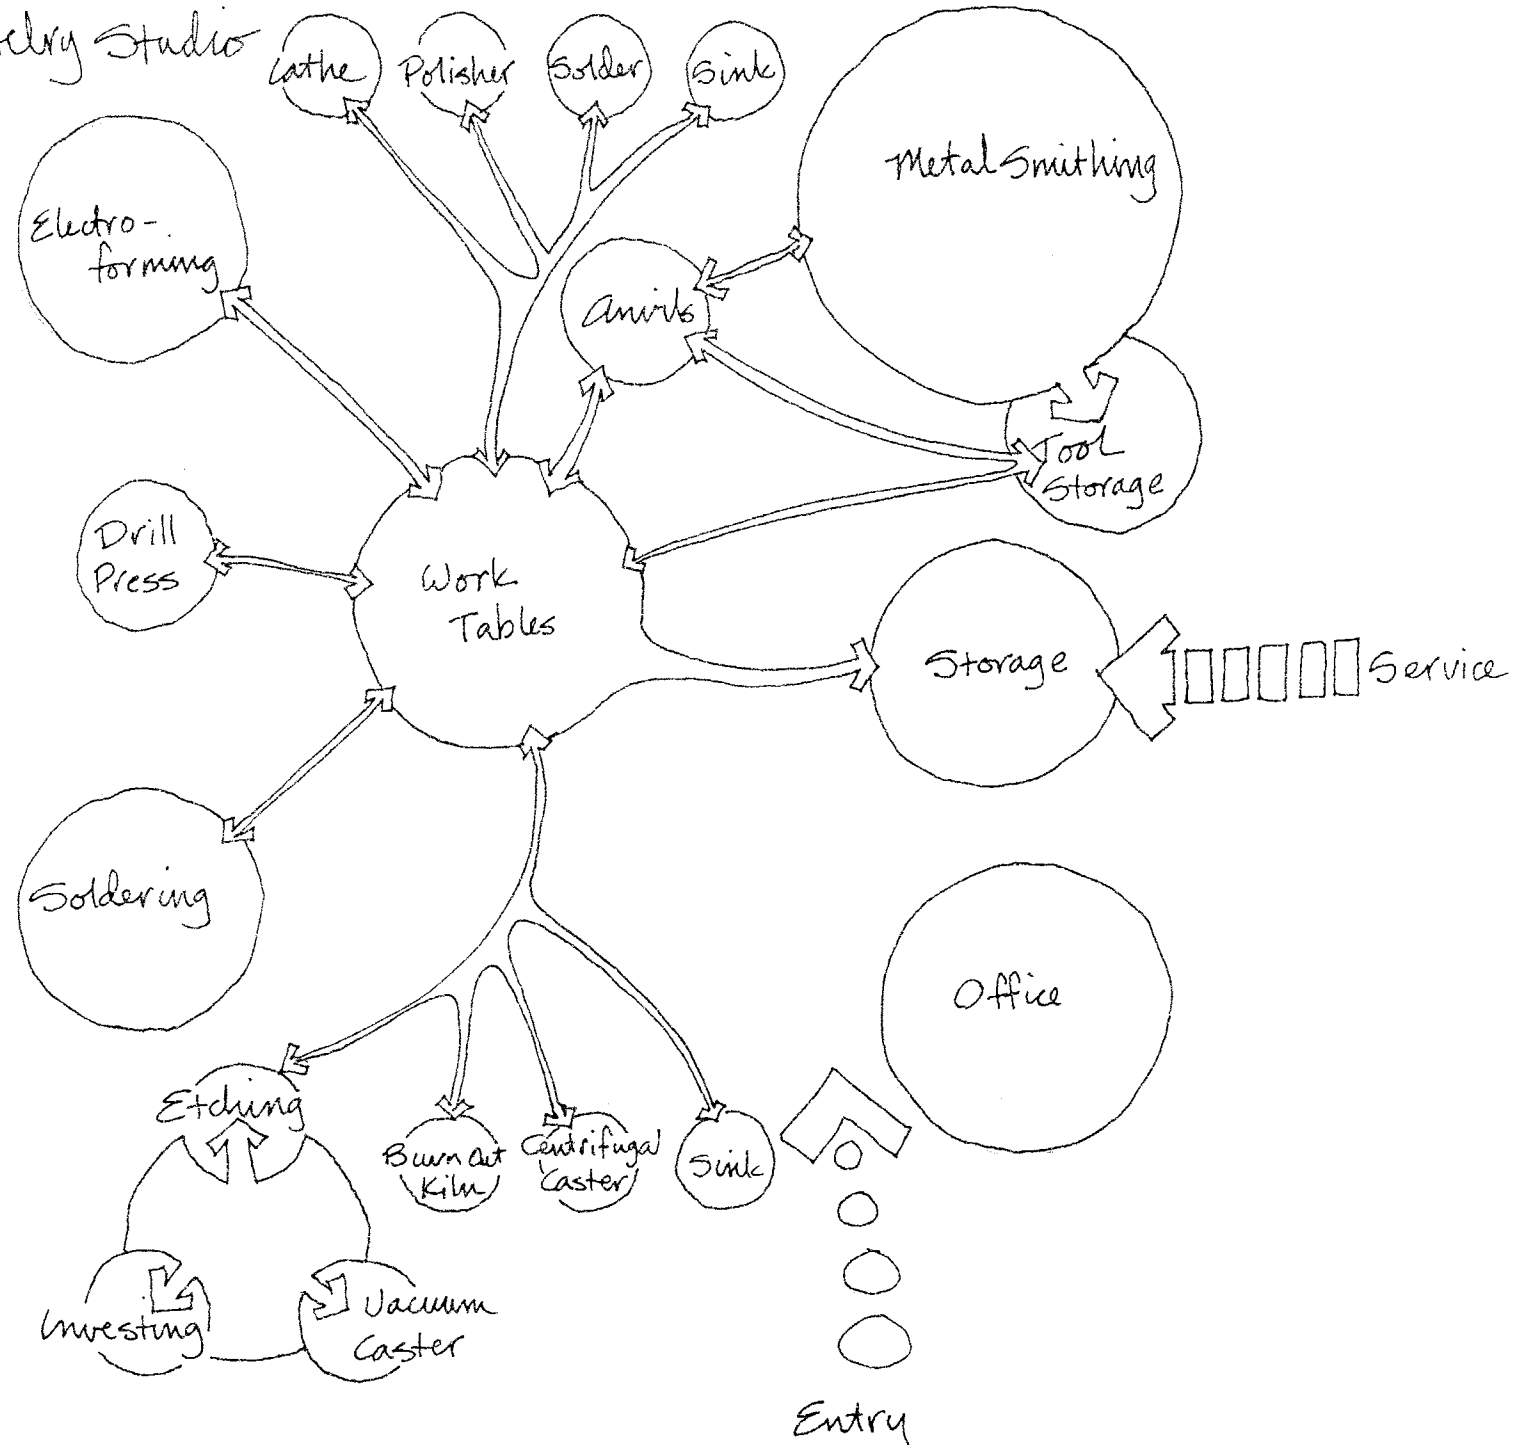 elry Studio
Lathe
Polisher
Solder
Sink
Metal Smithing
Electro-
forming
Anvils
Tool
Storage
Drill
Press
Work
Tables
Storage
Service
Soldering
Office
Etching
Burn Out
Kiln
Centrifugal
Caster
Sink
Investing
Vacuum
Caster
Entry